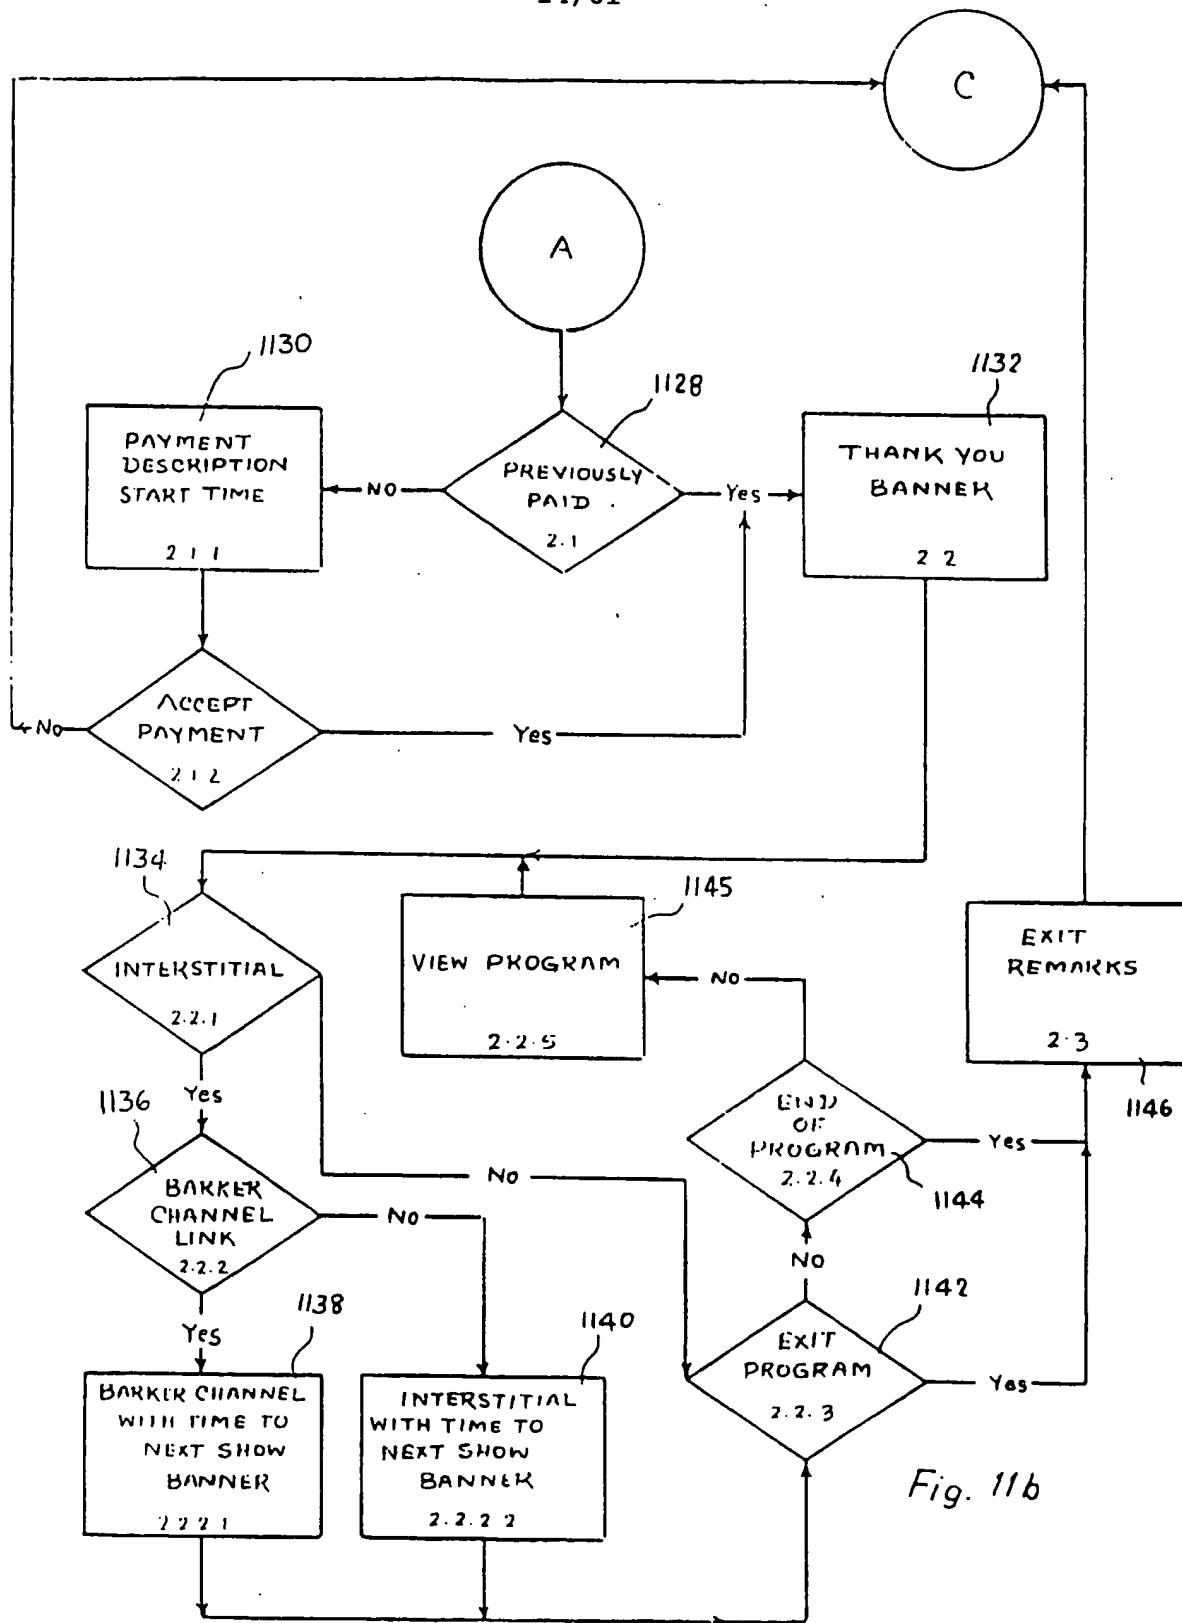 C
A
1130
1128
1132
PAYMENT
DESCRIPTION
START TIME
2 1 1
NO
PREVIOUSLY
PAID
2.1
Yes
THANK YOU
BANNER
2 2
ACCEPT
PAYMENT
2 1 2
No
Yes
1134
INTERSTITIAL
2.2.1
1145
VIEW PROGRAM
2.2.5
NO
EXIT
REMARKS
2.3
1146
Yes
1136
BARKER
CHANNEL
LINK
2.2.2
No
No
END
OF
PROGRAM
2.2.4
Yes
1144
No
Yes
1138
1140
1142
BARKER CHANNEL
WITH TIME TO
NEXT SHOW
BANNER
2 2 2 1
INTERSTITIAL
WITH TIME TO
NEXT SHOW
BANNER
2.2.2 2
EXIT
PROGRAM
2.2.3
Yes
Fig. 11b